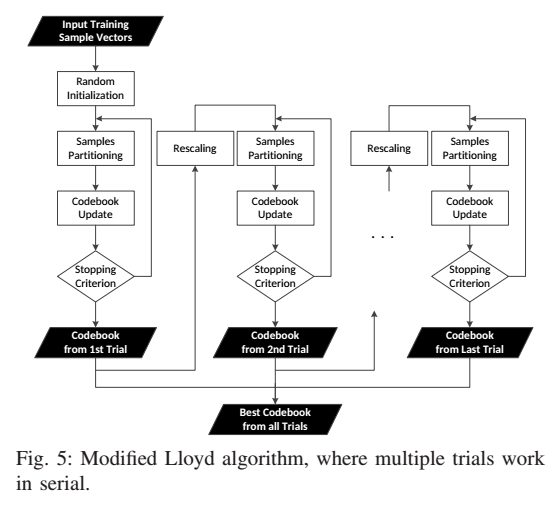 Input Training
Sample Vectors
Random
Initialization
Samples
Partitioning
Codebook
Update
Stopping
Criterion
Codebook
from 1st Trial
Rescaling
Samples
Partitioning
Codebook
Update
Stopping
Criterion
Codebook
from 2nd Trial
. . .
Rescaling
Samples
Partitioning
Codebook
Update
Stopping
Criterion
Codebook
from Last Trial
Best Codebook
from all Trials
Fig. 5: Modified Lloyd algorithm, where multiple trials work
in serial.